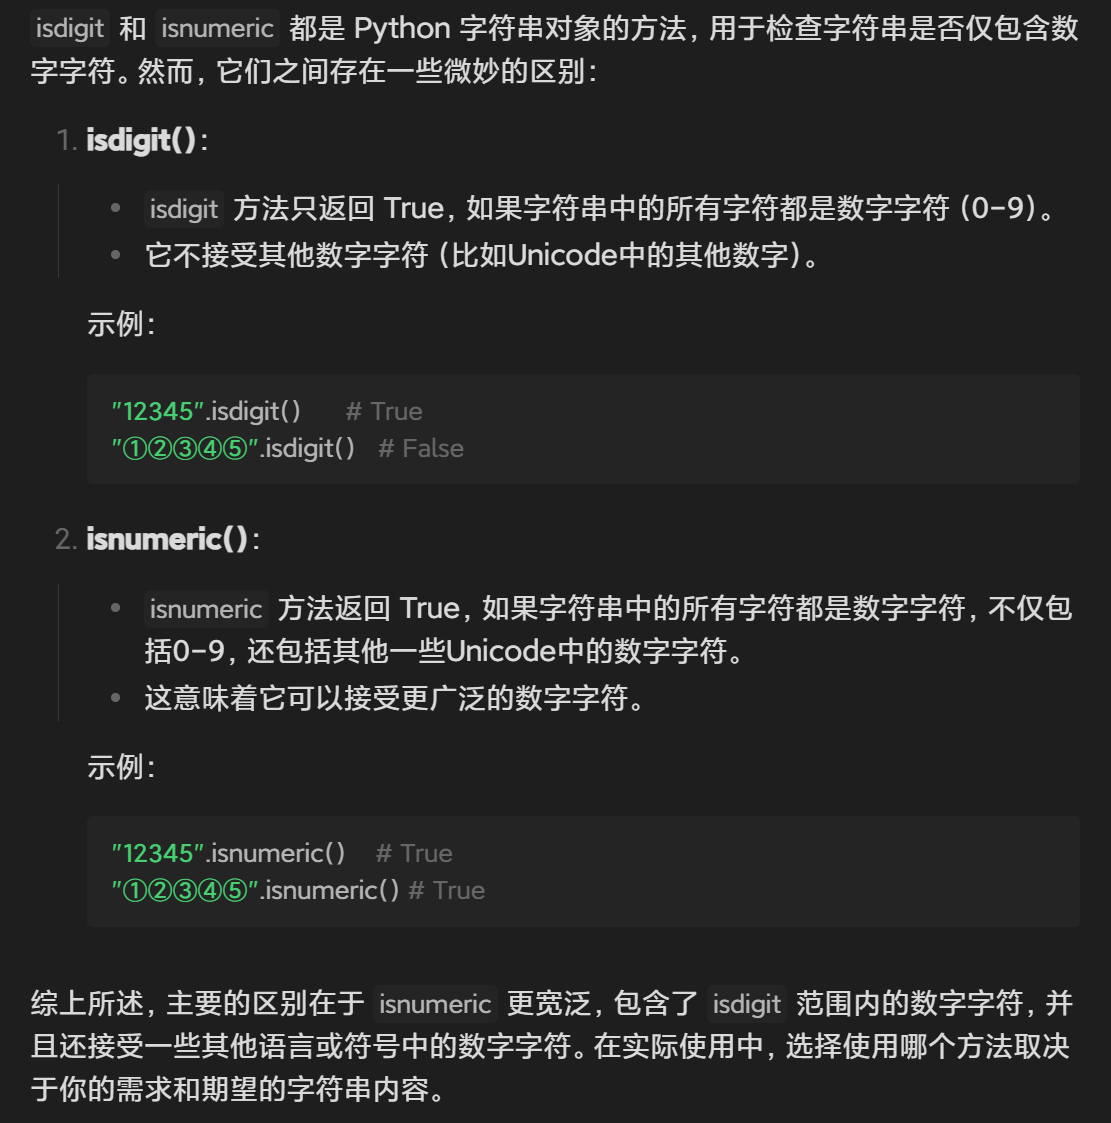 isdigit 和 isnumeric 都是 Python 字符串对象的方法，用于检查字符串是否仅包含数
字字符。然而，它们之间存在一些微妙的区别：
1. isdigit()：
• isdigit 方法只返回 True，如果字符串中的所有字符都是数字字符（0-9）。
• 它不接受其他数字字符（比如Unicode中的其他数字）。
示例：
"12345".isdigit() # True
"①②③④⑤".isdigit() # False
2. isnumeric()：
• isnumeric 方法返回 True，如果字符串中的所有字符都是数字字符，不仅包
括0-9，还包括其他一些Unicode中的数字字符。
• 这意味着它可以接受更广泛的数字字符。
示例：
"12345".isnumeric() # True
"①②③④⑤".isnumeric() # True
综上所述，主要的区别在于 isnumeric 更宽泛，包含了 isdigit 范围内的数字字符，并
且还接受一些其他语言或符号中的数字字符。在实际使用中，选择使用哪个方法取决
于你的需求和期望的字符串内容。